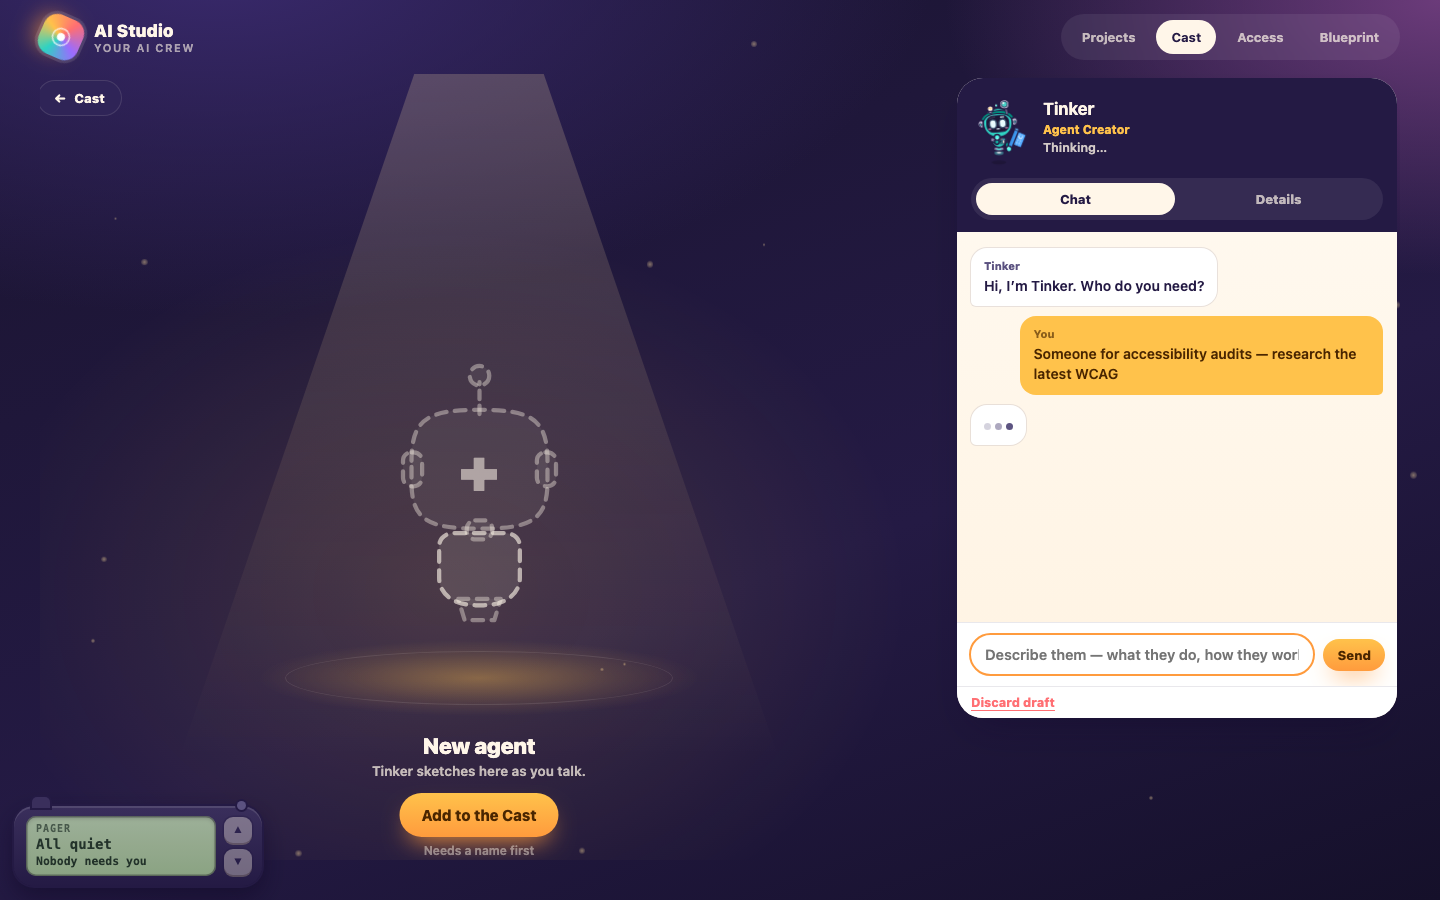 AI Studio
YOUR AI CREW
Projects
Cast
Access
Blueprint
← Cast
Tinker
Agent Creator
Thinking...
Chat
Details
Tinker
Hi, I’m Tinker. Who do you need?
You
Someone for accessibility audits — research the
latest WCAG
Describe them — what they do, how they wor
Send
Discard draft
New agent
Tinker sketches here as you talk.
Add to the Cast
Needs a name first
PAGER
All quiet
Nobody needs you